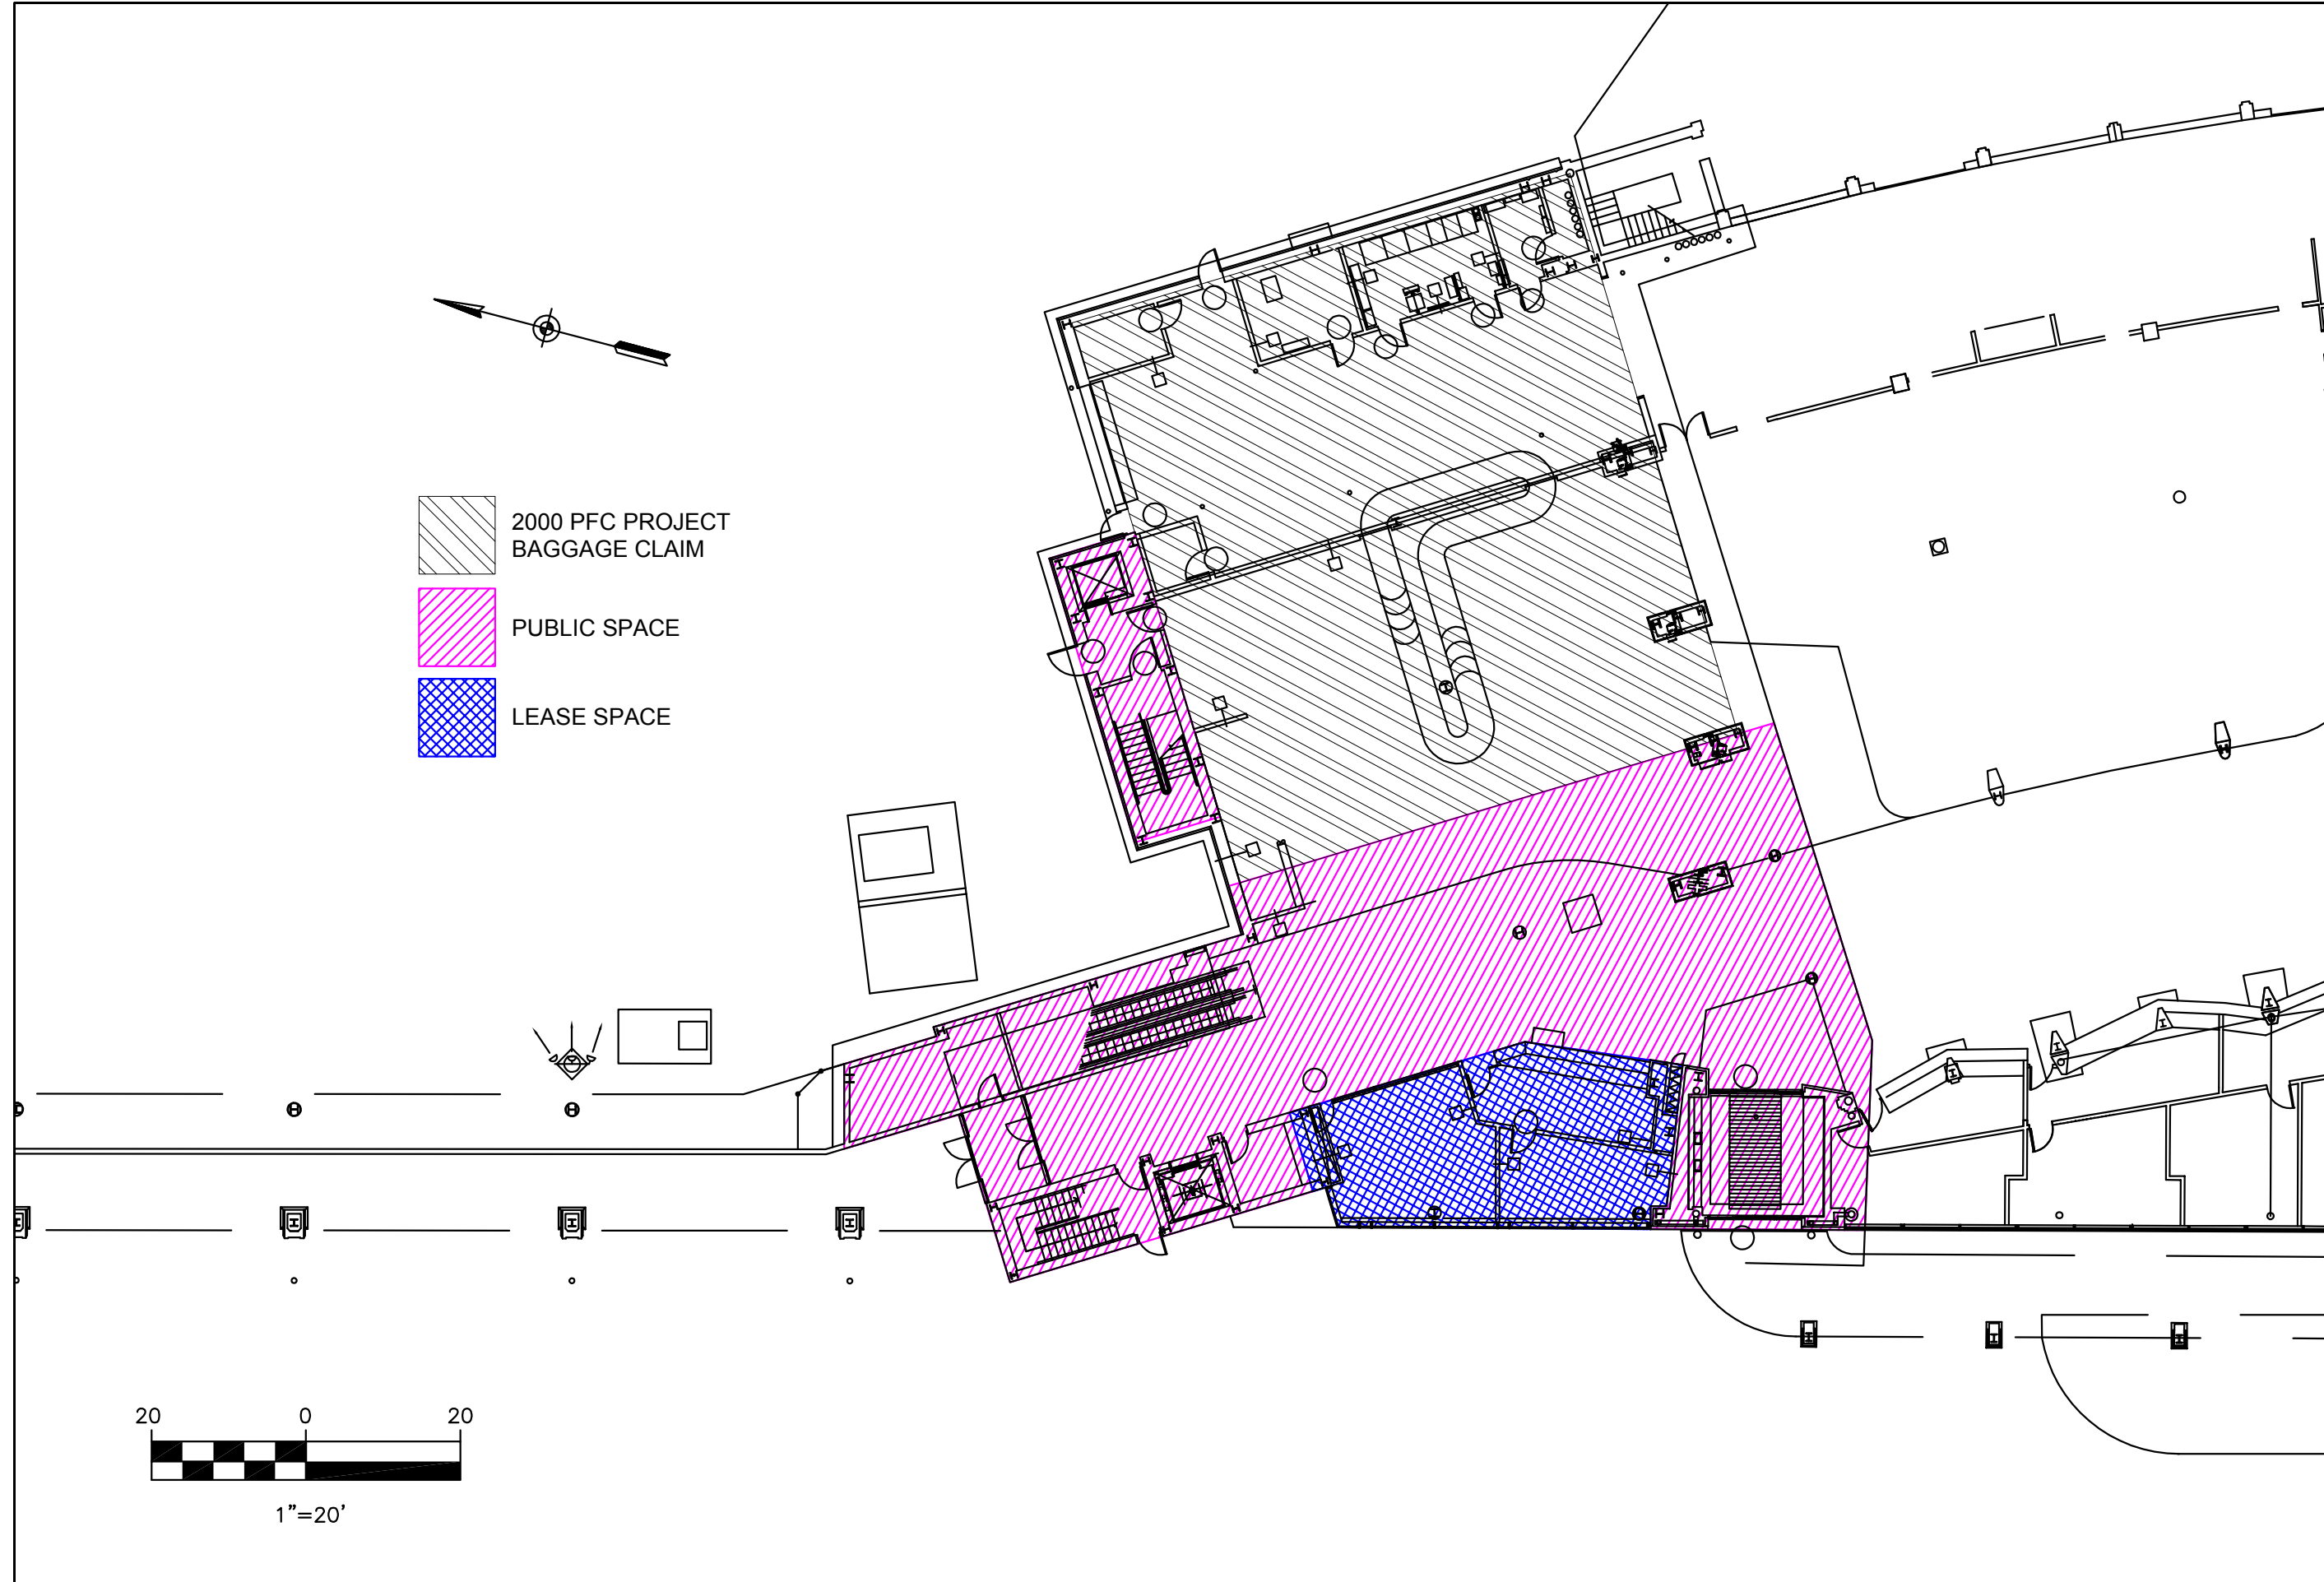 2000 PFC PROJECT
BAGGAGE CLAIM
PUBLIC SPACE
LEASE SPACE
20 0 20
1"=20'